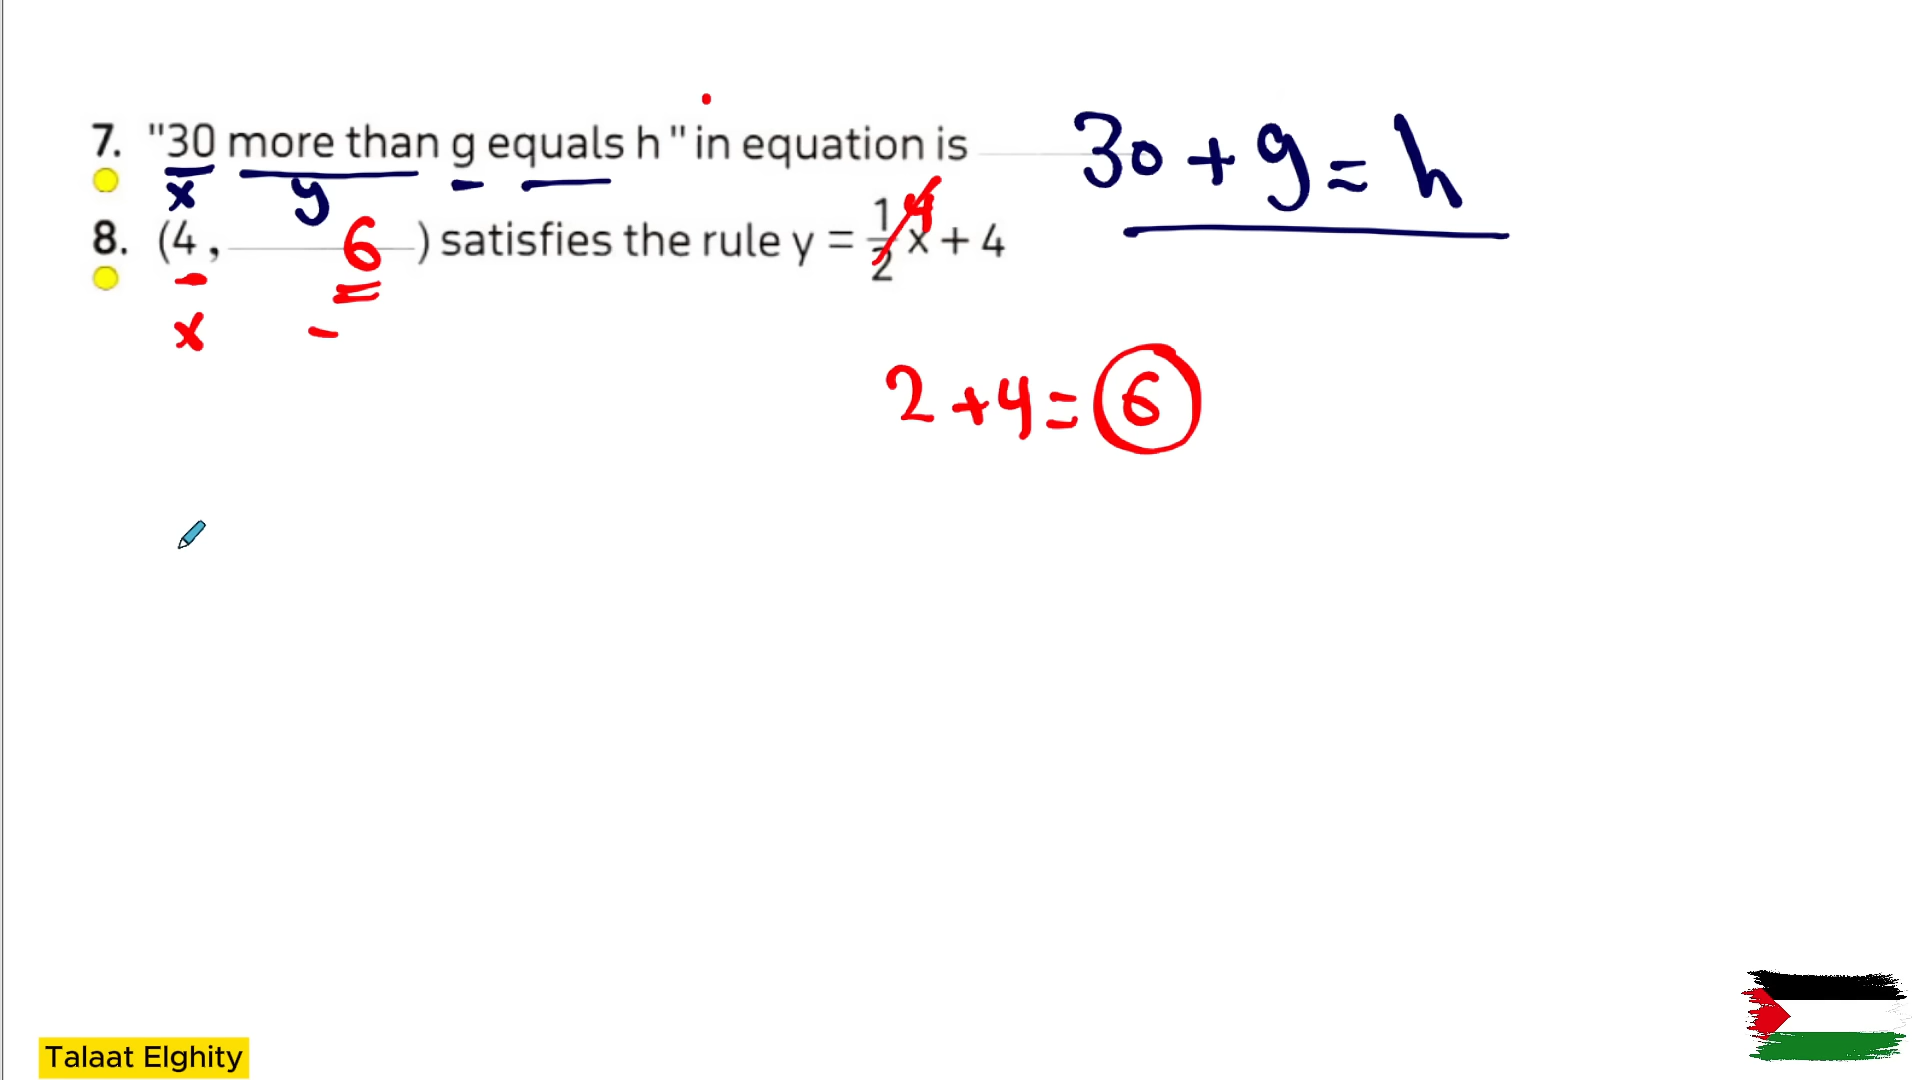 7. "30 more than g equals h" in equation is 30 + g = h
x y
8. (4, 6) satisfies the rule y = 1/2 x + 4
4
x
2 + 4 = 6
Talaat Elghity